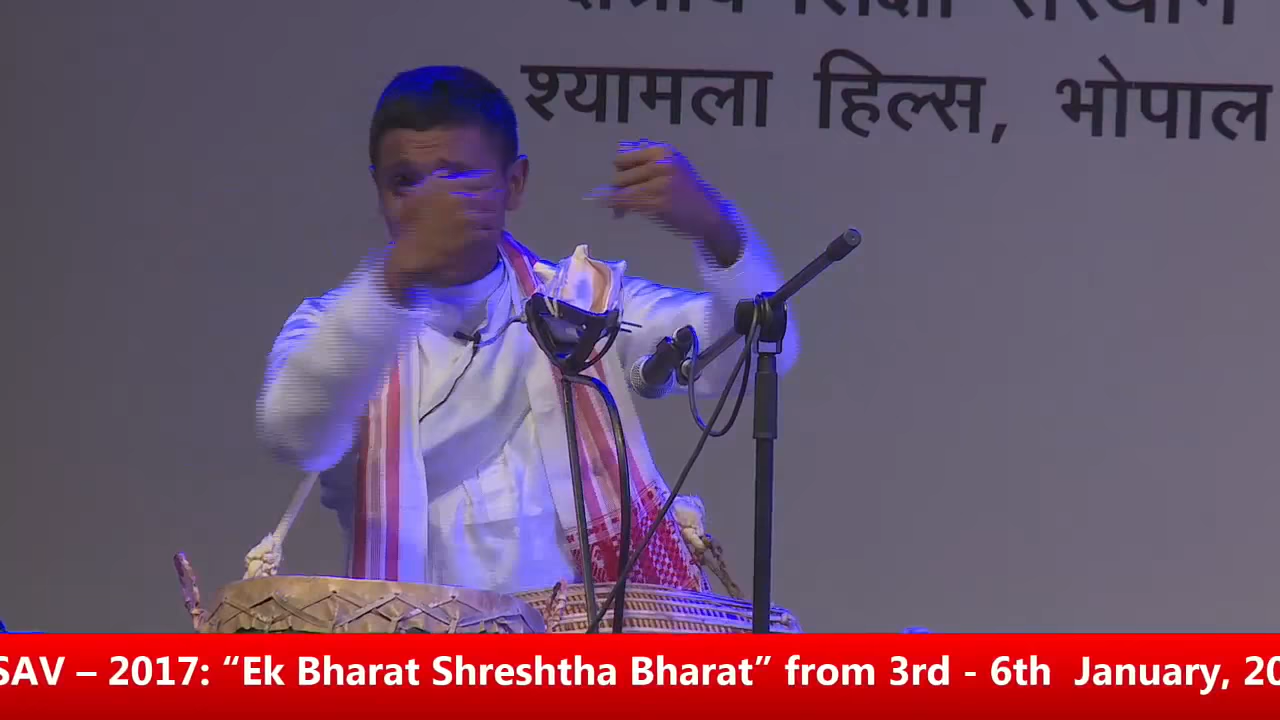 क्षेत्रीय शिक्षा संस्थान
श्यामला हिल्स, भोपाल
SAV – 2017: “Ek Bharat Shreshtha Bharat” from 3rd - 6th January, 20